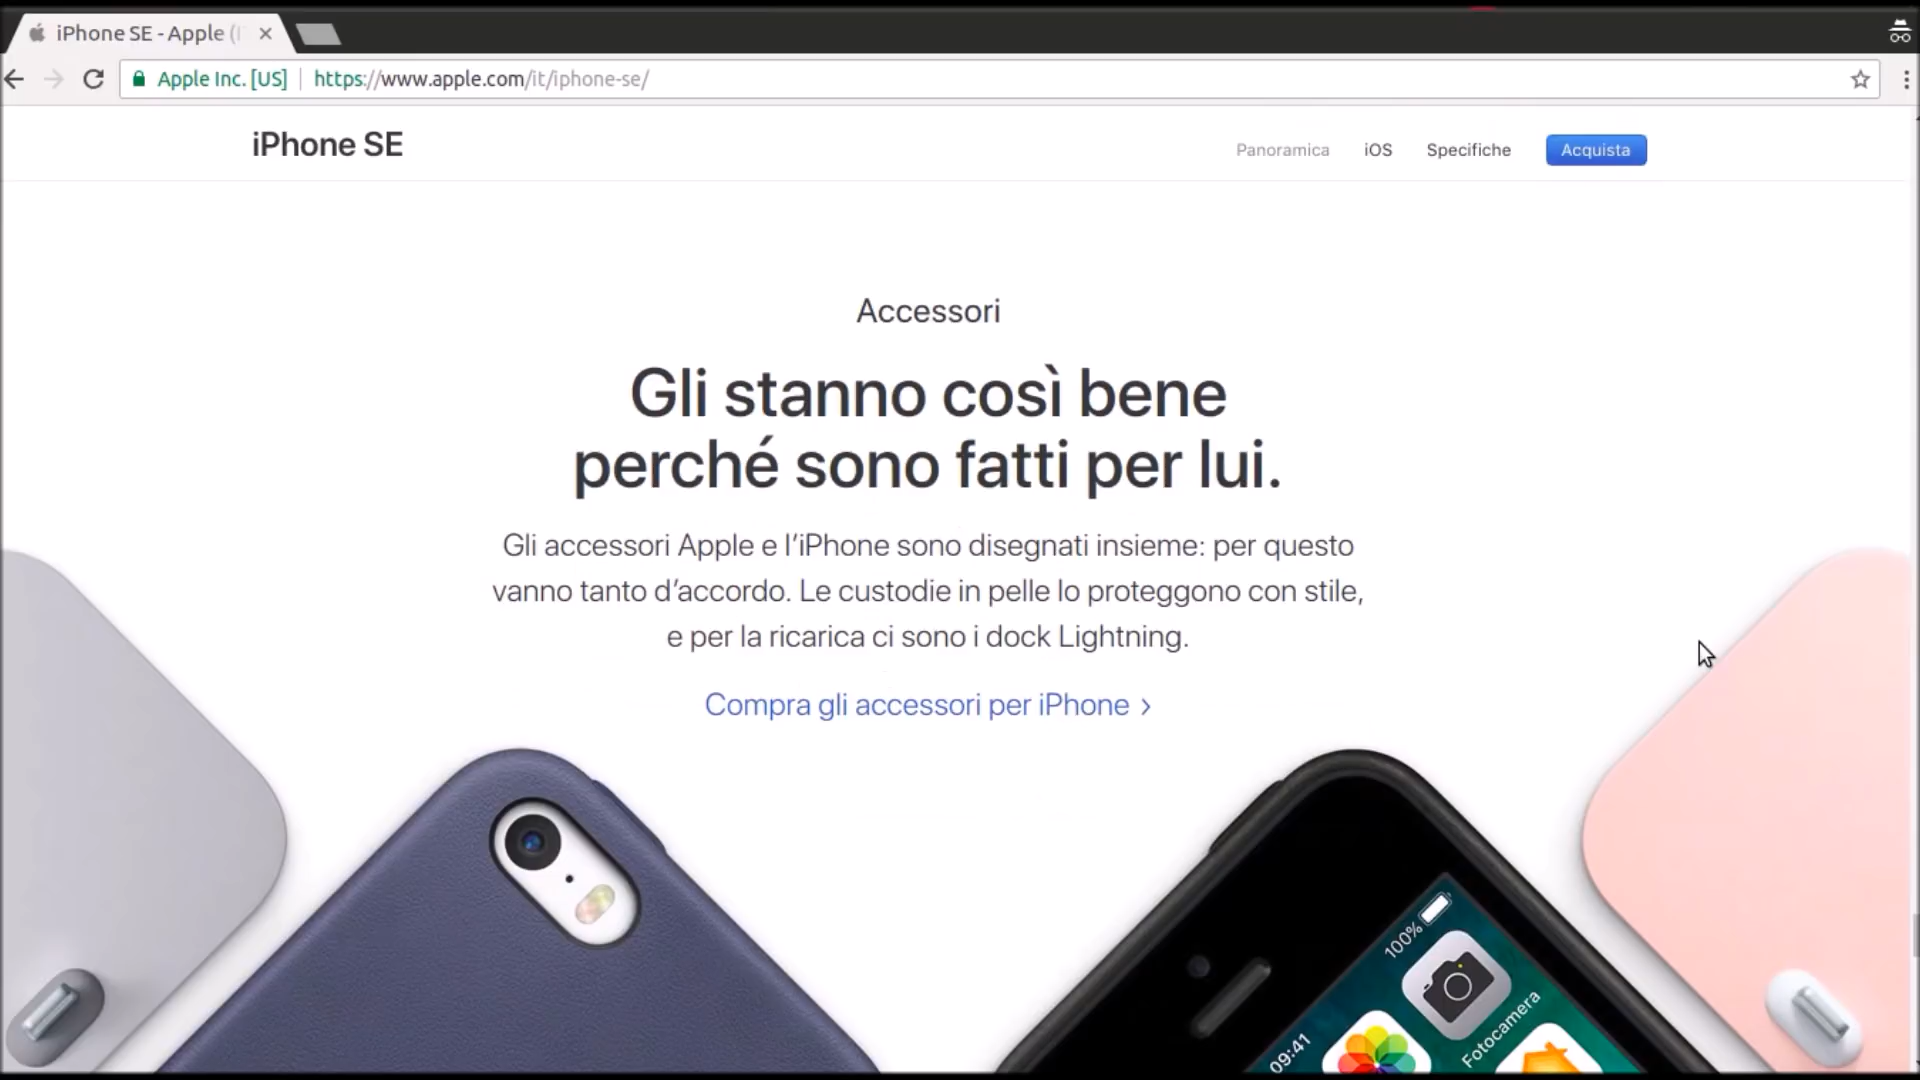 iPhone SE - Apple (I
Apple Inc. [US] https://www.apple.com/it/iphone-se/
iPhone SE
Panoramica
iOS
Specifiche
Acquista
Accessori
Gli stanno così bene
perché sono fatti per lui.
Gli accessori Apple e l’iPhone sono disegnati insieme: per questo
vanno tanto d’accordo. Le custodie in pelle lo proteggono con stile,
e per la ricarica ci sono i dock Lightning.
Compra gli accessori per iPhone >
100%
09:41
Fotocamera